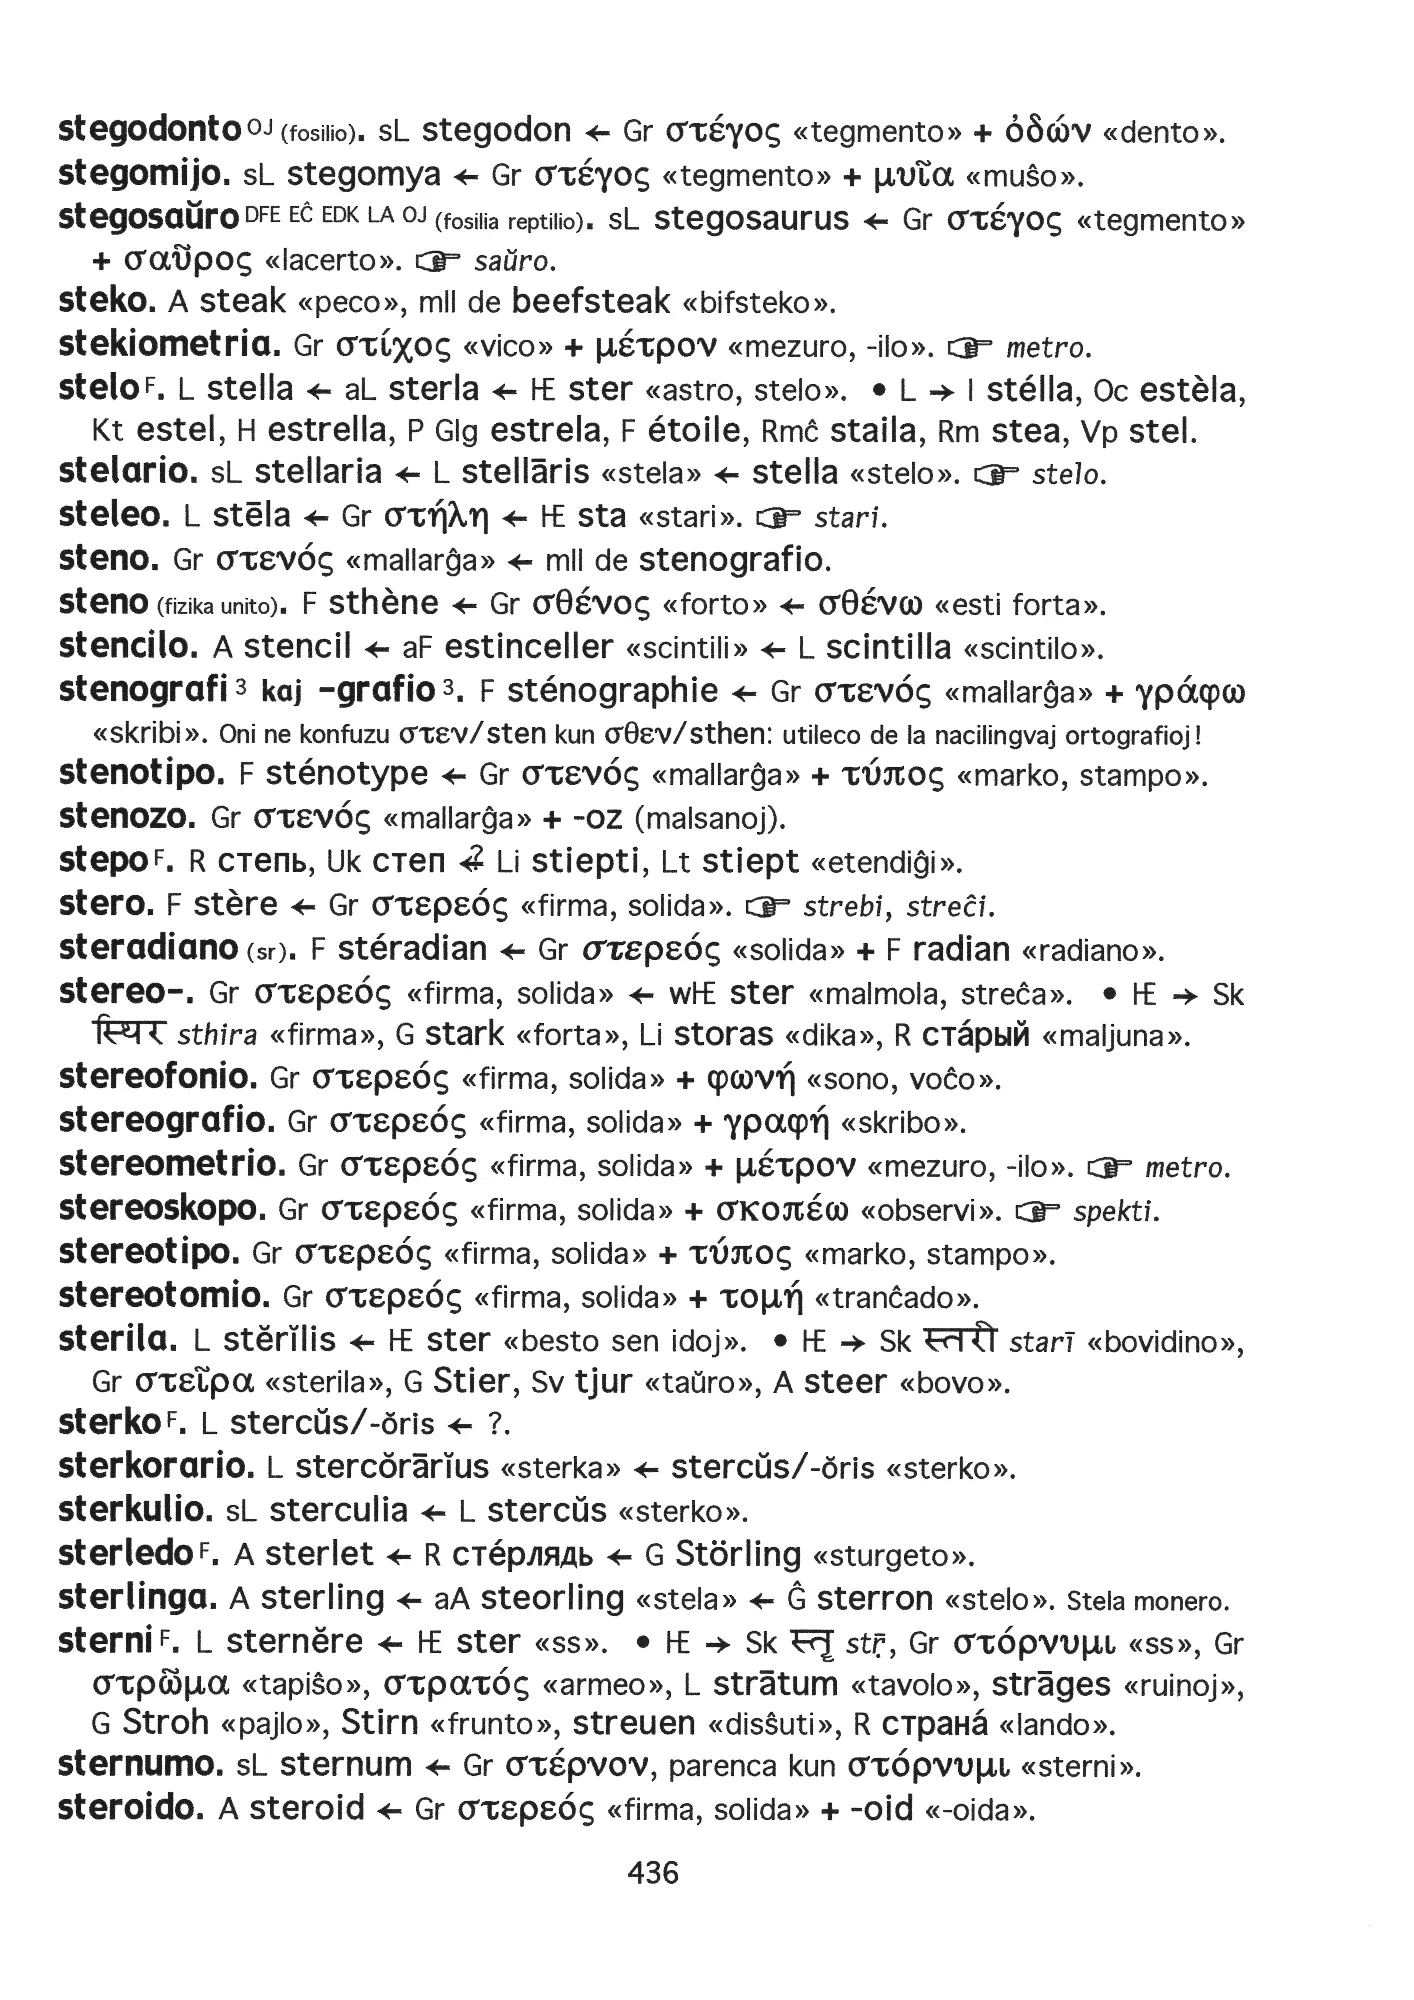 stegodonto OJ (fosilio). sL stegodon ← Gr στέγος «tegmento» + ὀδών «dento».
stegomijo. sL stegomya ← Gr στέγος «tegmento» + μυῖα «muŝo».
stegosaŭro DFE EĈ EDK LA OJ (fosilia reptilio). sL stegosaurus ← Gr στέγος «tegmento»
+ σαῦρος «lacerto». ☞ saŭro.
steko. A steak «peco», mll de beefsteak «bifsteko».
stekiometria. Gr στίχος «vico» + μέτρον «mezuro, -ilo». ☞ metro.
stelo F. L stella ← aL sterla ← HE ster «astro, stelo». • L → I stélla, Oc estèla,
Kt estel, H estrella, P Glg estrela, F étoile, Rmĉ staila, Rm stea, Vp stel.
stelario. sL stellaria ← L stellāris «stela» ← stella «stelo». ☞ stelo.
steleo. L stēla ← Gr στήλη ← HE sta «stari». ☞ stari.
steno. Gr στενός «mallarĝa» ← mll de stenografio.
steno (fizika unito). F sthène ← Gr σθένος «forto» ← σθένω «esti forta».
stencilo. A stencil ← aF estinceller «scintili» ← L scintilla «scintilo».
stenografi 3 kaj -grafio 3. F sténographie ← Gr στενός «mallarĝa» + γράφω
«skribi». Oni ne konfuzu στεν/sten kun σθεν/sthen: utileco de la nacilingvaj ortografioj!
stenotipo. F sténotype ← Gr στενός «mallarĝa» + τύπος «marko, stampo».
stenozo. Gr στενός «mallarĝa» + -oz (malsanoj).
stepo F. R степь, Uk степ ←? Li stiepti, Lt stiept «etendiĝi».
stero. F stère ← Gr στερεός «firma, solida». ☞ strebi, streĉi.
steradiano (sr). F stéradian ← Gr στερεός «solida» + F radian «radiano».
stereo-. Gr στερεός «firma, solida» ← wHE ster «malmola, streĉa». • HE → Sk
स्थिर sthira «firma», G stark «forta», Li storas «dika», R ста́рый «maljuna».
stereofonio. Gr στερεός «firma, solida» + φωνή «sono, voĉo».
stereografio. Gr στερεός «firma, solida» + γραφή «skribo».
stereometrio. Gr στερεός «firma, solida» + μέτρον «mezuro, -ilo». ☞ metro.
stereoskopo. Gr στερεός «firma, solida» + σκοπέω «observi». ☞ spekti.
stereotipo. Gr στερεός «firma, solida» + τύπος «marko, stampo».
stereotomio. Gr στερεός «firma, solida» + τομή «tranĉado».
sterila. L stĕrĭlis ← HE ster «besto sen idoj». • HE → Sk स्तरी starī «bovidino»,
Gr στεῖρα «sterila», G Stier, Sv tjur «taŭro», A steer «bovo».
sterko F. L stercŭs/-ŏris ← ?.
sterkorario. L stercŏrārĭus «sterka» ← stercŭs/-ŏris «sterko».
sterkulio. sL sterculia ← L stercŭs «sterko».
sterledo F. A sterlet ← R сте́рлядь ← G Störling «sturgeto».
sterlinga. A sterling ← aA steorling «stela» ← Ĝ sterron «stelo». Stela monero.
sterni F. L sternĕre ← HE ster «ss». • HE → Sk स्तॄ stṝ, Gr στόρνυμι «ss», Gr
στρῶμα «tapiŝo», στρατός «armeo», L strātum «tavolo», strāges «ruinoj»,
G Stroh «pajlo», Stirn «frunto», streuen «disŝuti», R страна́ «lando».
sternumo. sL sternum ← Gr στέρνον, parenca kun στόρνυμι «sterni».
steroido. A steroid ← Gr στερεός «firma, solida» + -oid «-oida».
436